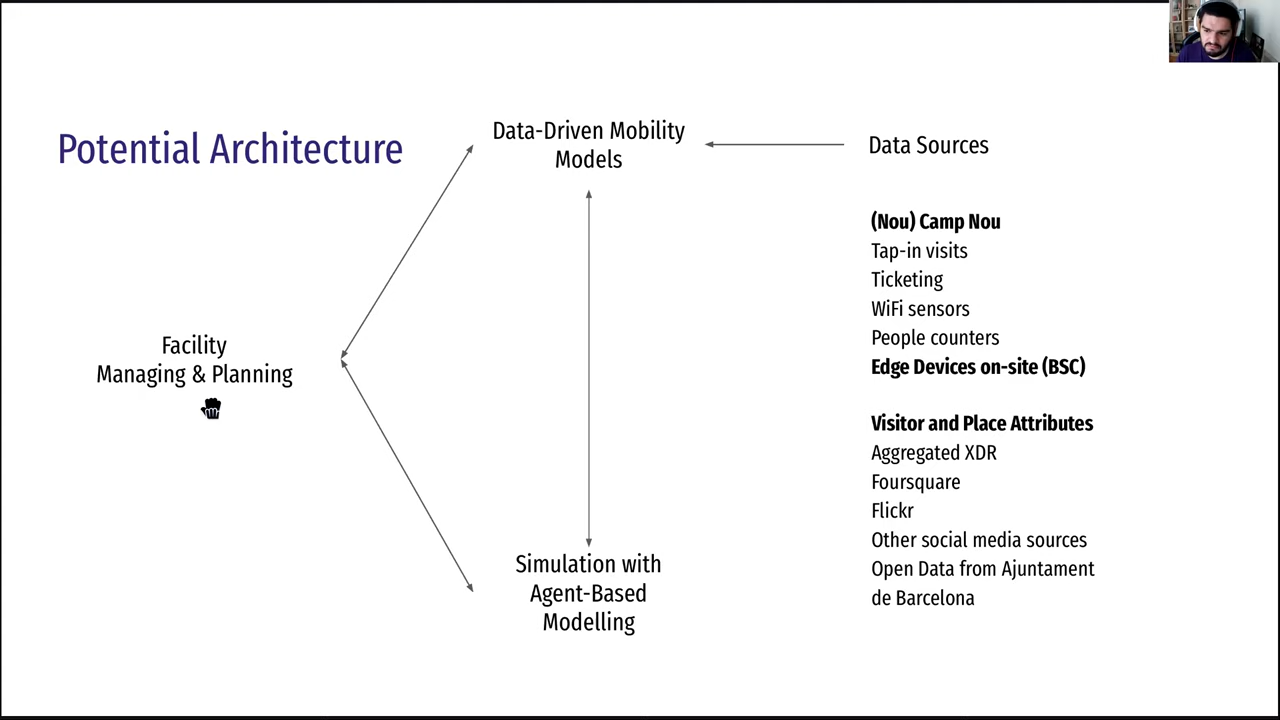 Potential Architecture
Data-Driven Mobility
Models
Data Sources
(Nou) Camp Nou
Tap-in visits
Ticketing
WiFi sensors
People counters
Edge Devices on-site (BSC)
Facility
Managing & Planning
Visitor and Place Attributes
Aggregated XDR
Foursquare
Flickr
Other social media sources
Open Data from Ajuntament
de Barcelona
Simulation with
Agent-Based
Modelling